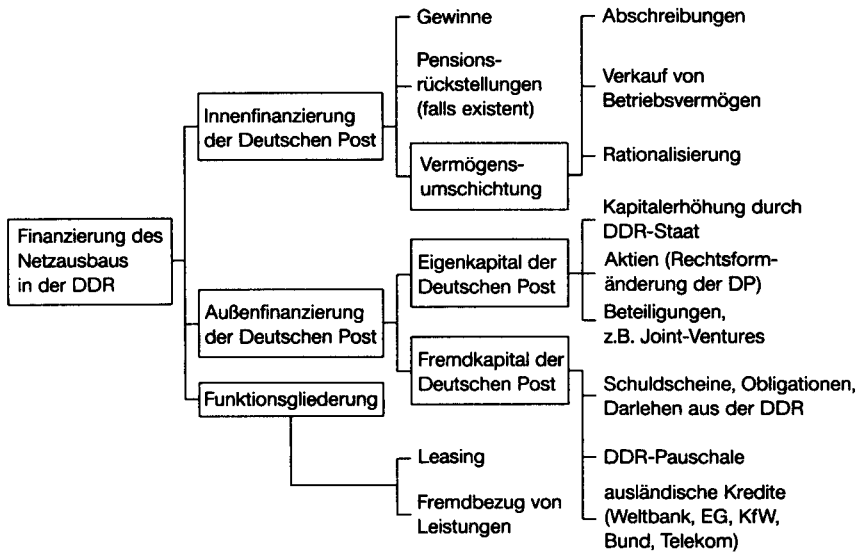 Finanzierung des
Netzausbaus
in der DDR
Innenfinanzierung
der Deutschen Post
Gewinne
Pensions-
rückstellungen
(falls existent)
Vermögens-
umschichtung
Abschreibungen
Verkauf von
Betriebsvermögen
Rationalisierung
Außenfinanzierung
der Deutschen Post
Eigenkapital der
Deutschen Post
Kapitalerhöhung durch
DDR-Staat
Aktien (Rechtsform-
änderung der DP)
Beteiligungen,
z.B. Joint-Ventures
Fremdkapital der
Deutschen Post
Schuldscheine, Obligationen,
Darlehen aus der DDR
DDR-Pauschale
ausländische Kredite
(Weltbank, EG, KfW,
Bund, Telekom)
Funktionsgliederung
Leasing
Fremdbezug von
Leistungen